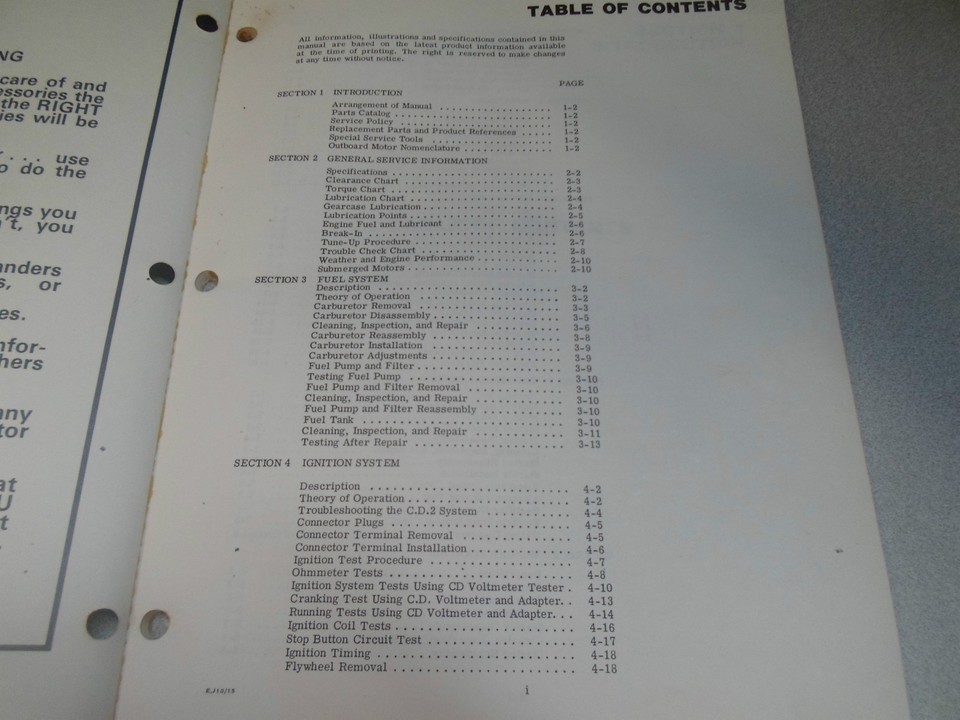 NG
care of and
essories the
the RIGHT
ies will be
. . . use
o do the
ngs you
't, you
anders
s, or
es.
nfor-
hers
any
tor
at
U
t
TABLE OF CONTENTS
All information, illustrations and specifications contained in this
manual are based on the latest product information available
at the time of printing. The right is reserved to make changes
at any time without notice.
PAGE
SECTION 1 INTRODUCTION
Arrangement of Manual . . . . . . . . . . . . . . . 1-2
Parts Catalog . . . . . . . . . . . . . . . . . . . . . 1-2
Service Policy . . . . . . . . . . . . . . . . . . . . 1-2
Replacement Parts and Product References . . . . . 1-2
Special Service Tools . . . . . . . . . . . . . . . . 1-2
Outboard Motor Nomenclature . . . . . . . . . . . . 1-2
SECTION 2 GENERAL SERVICE INFORMATION
Specifications . . . . . . . . . . . . . . . . . . . . . 2-2
Clearance Chart . . . . . . . . . . . . . . . . . . . . 2-3
Torque Chart . . . . . . . . . . . . . . . . . . . . . 2-3
Lubrication Chart . . . . . . . . . . . . . . . . . . . 2-4
Gearcase Lubrication . . . . . . . . . . . . . . . . . 2-4
Lubrication Points . . . . . . . . . . . . . . . . . . . 2-5
Engine Fuel and Lubricant . . . . . . . . . . . . . . 2-6
Break-In . . . . . . . . . . . . . . . . . . . . . . . . 2-6
Tune-Up Procedure . . . . . . . . . . . . . . . . . . 2-7
Trouble Check Chart . . . . . . . . . . . . . . . . . 2-8
Weather and Engine Performance . . . . . . . . . . 2-10
Submerged Motors . . . . . . . . . . . . . . . . . . . 2-10
SECTION 3 FUEL SYSTEM
Description . . . . . . . . . . . . . . . . . . . . . . . 3-2
Theory of Operation . . . . . . . . . . . . . . . . . . 3-2
Carburetor Removal . . . . . . . . . . . . . . . . . . 3-3
Carburetor Disassembly . . . . . . . . . . . . . . . . 3-5
Cleaning, Inspection, and Repair . . . . . . . . . . . 3-6
Carburetor Reassembly . . . . . . . . . . . . . . . . 3-8
Carburetor Installation . . . . . . . . . . . . . . . . . 3-9
Carburetor Adjustments . . . . . . . . . . . . . . . . 3-9
Fuel Pump and Filter . . . . . . . . . . . . . . . . . . 3-9
Testing Fuel Pump . . . . . . . . . . . . . . . . . . . 3-10
Fuel Pump and Filter Removal . . . . . . . . . . . . 3-10
Cleaning, Inspection, and Repair . . . . . . . . . . . 3-10
Fuel Pump and Filter Reassembly . . . . . . . . . . 3-10
Fuel Tank . . . . . . . . . . . . . . . . . . . . . . . . 3-10
Cleaning, Inspection, and Repair . . . . . . . . . . . 3-11
Testing After Repair . . . . . . . . . . . . . . . . . . 3-13
SECTION 4 IGNITION SYSTEM
Description . . . . . . . . . . . . . . . . . . . . . . . 4-2
Theory of Operation . . . . . . . . . . . . . . . . . . 4-2
Troubleshooting the C.D.2 System . . . . . . . . . . 4-4
Connector Plugs . . . . . . . . . . . . . . . . . . . . 4-5
Connector Terminal Removal . . . . . . . . . . . . . 4-5
Connector Terminal Installation . . . . . . . . . . . . 4-6
Ignition Test Procedure . . . . . . . . . . . . . . . . 4-7
Ohmmeter Tests . . . . . . . . . . . . . . . . . . . . 4-8
Ignition System Tests Using CD Voltmeter Tester . 4-10
Cranking Test Using C.D. Voltmeter and Adapter. . 4-13
Running Tests Using CD Voltmeter and Adapter. . . 4-14
Ignition Coil Tests . . . . . . . . . . . . . . . . . . . . 4-16
Stop Button Circuit Test . . . . . . . . . . . . . . . . 4-17
Ignition Timing . . . . . . . . . . . . . . . . . . . . . . 4-18
Flywheel Removal . . . . . . . . . . . . . . . . . . . . 4-18
i